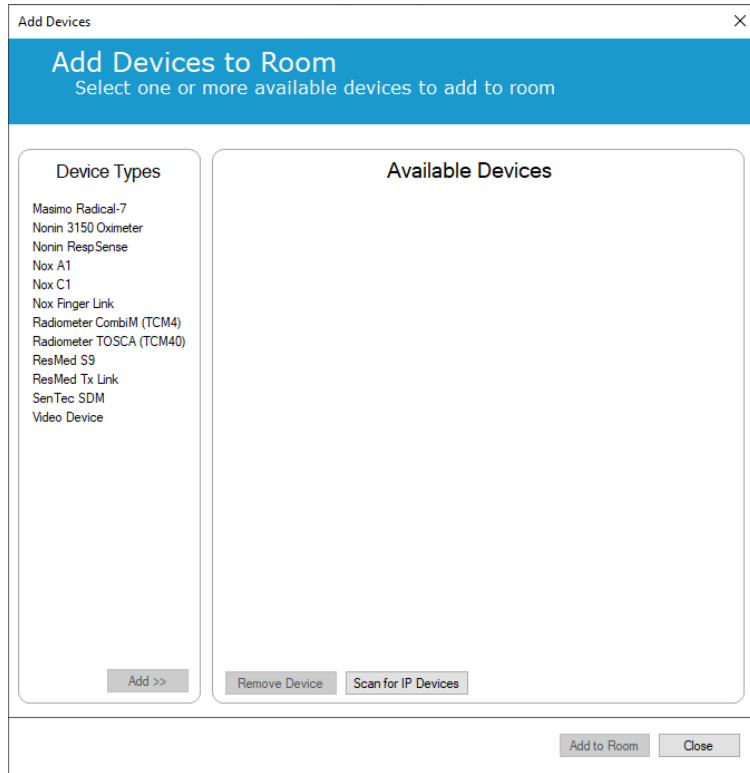 Add Devices
Add Devices to Room
Select one or more available devices to add to room
Device Types
Masimo Radical-7
Nonin 3150 Oximeter
Nonin RespSense
Nox A1
Nox C1
Nox Finger Link
Radiometer CombiM (TCM4)
Radiometer TOSCA (TCM40)
ResMed S9
ResMed Tx Link
SenTec SDM
Video Device
Add >>
Available Devices
Remove Device
Scan for IP Devices
Add to Room
Close